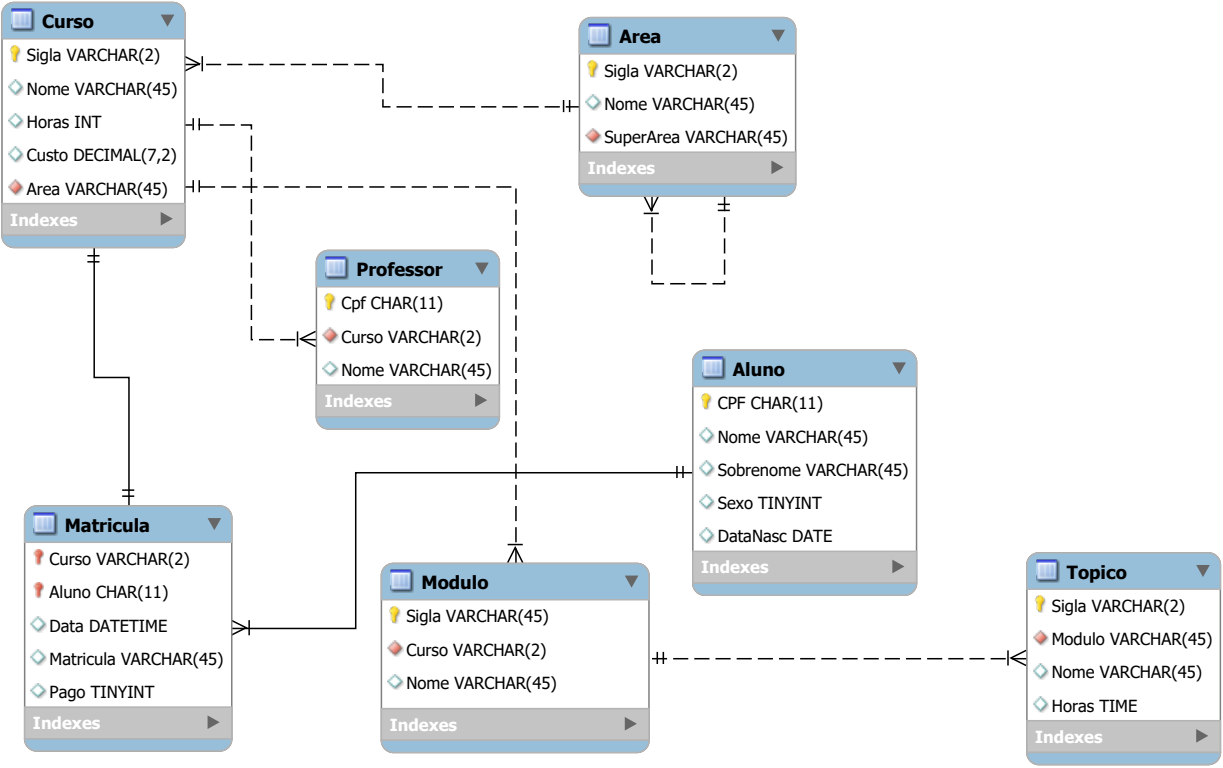 Curso
Sigla VARCHAR(2)
Nome VARCHAR(45)
Horas INT
Custo DECIMAL(7,2)
Area VARCHAR(45)
Indexes
Area
Sigla VARCHAR(2)
Nome VARCHAR(45)
SuperArea VARCHAR(45)
Indexes
Professor
Cpf CHAR(11)
Curso VARCHAR(2)
Nome VARCHAR(45)
Indexes
Aluno
CPF CHAR(11)
Nome VARCHAR(45)
Sobrenome VARCHAR(45)
Sexo TINYINT
DataNasc DATE
Indexes
Matricula
Curso VARCHAR(2)
Aluno CHAR(11)
Data DATETIME
Matricula VARCHAR(45)
Pago TINYINT
Indexes
Modulo
Sigla VARCHAR(45)
Curso VARCHAR(2)
Nome VARCHAR(45)
Indexes
Topico
Sigla VARCHAR(2)
Modulo VARCHAR(45)
Nome VARCHAR(45)
Horas TIME
Indexes